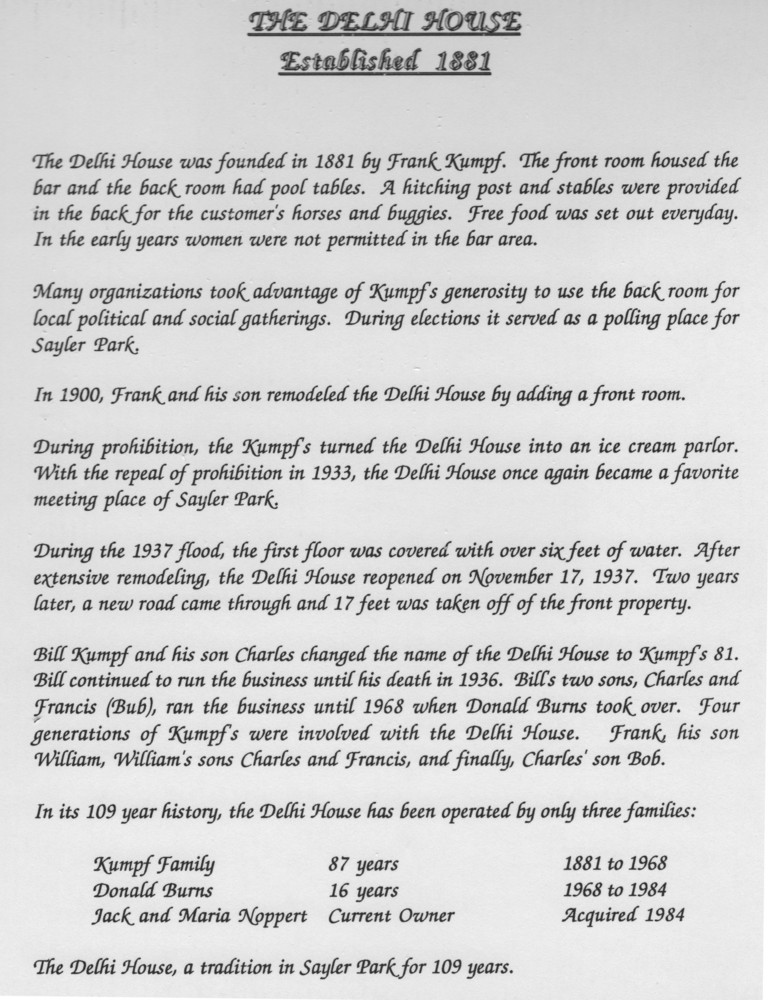 THE DELHI HOUSE
Established 1881
The Delhi House was founded in 1881 by Frank Kumpf. The front room housed the
bar and the back room had pool tables. A hitching post and stables were provided
in the back for the customer's horses and buggies. Free food was set out everyday.
In the early years women were not permitted in the bar area.
Many organizations took advantage of Kumpf's generosity to use the back room for
local political and social gatherings. During elections it served as a polling place for
Sayler Park.
In 1900, Frank and his son remodeled the Delhi House by adding a front room.
During prohibition, the Kumpf's turned the Delhi House into an ice cream parlor.
With the repeal of prohibition in 1933, the Delhi House once again became a favorite
meeting place of Sayler Park.
During the 1937 flood, the first floor was covered with over six feet of water. After
extensive remodeling, the Delhi House reopened on November 17, 1937. Two years
later, a new road came through and 17 feet was taken off of the front property.
Bill Kumpf and his son Charles changed the name of the Delhi House to Kumpf's 81.
Bill continued to run the business until his death in 1936. Bill's two sons, Charles and
Francis (Bub), ran the business until 1968 when Donald Burns took over. Four
generations of Kumpf's were involved with the Delhi House. Frank, his son
William, William's sons Charles and Francis, and finally, Charles' son Bob.
In its 109 year history, the Delhi House has been operated by only three families:
Kumpf Family 87 years 1881 to 1968
Donald Burns 16 years 1968 to 1984
Jack and Maria Noppert Current Owner Acquired 1984
The Delhi House, a tradition in Sayler Park for 109 years.